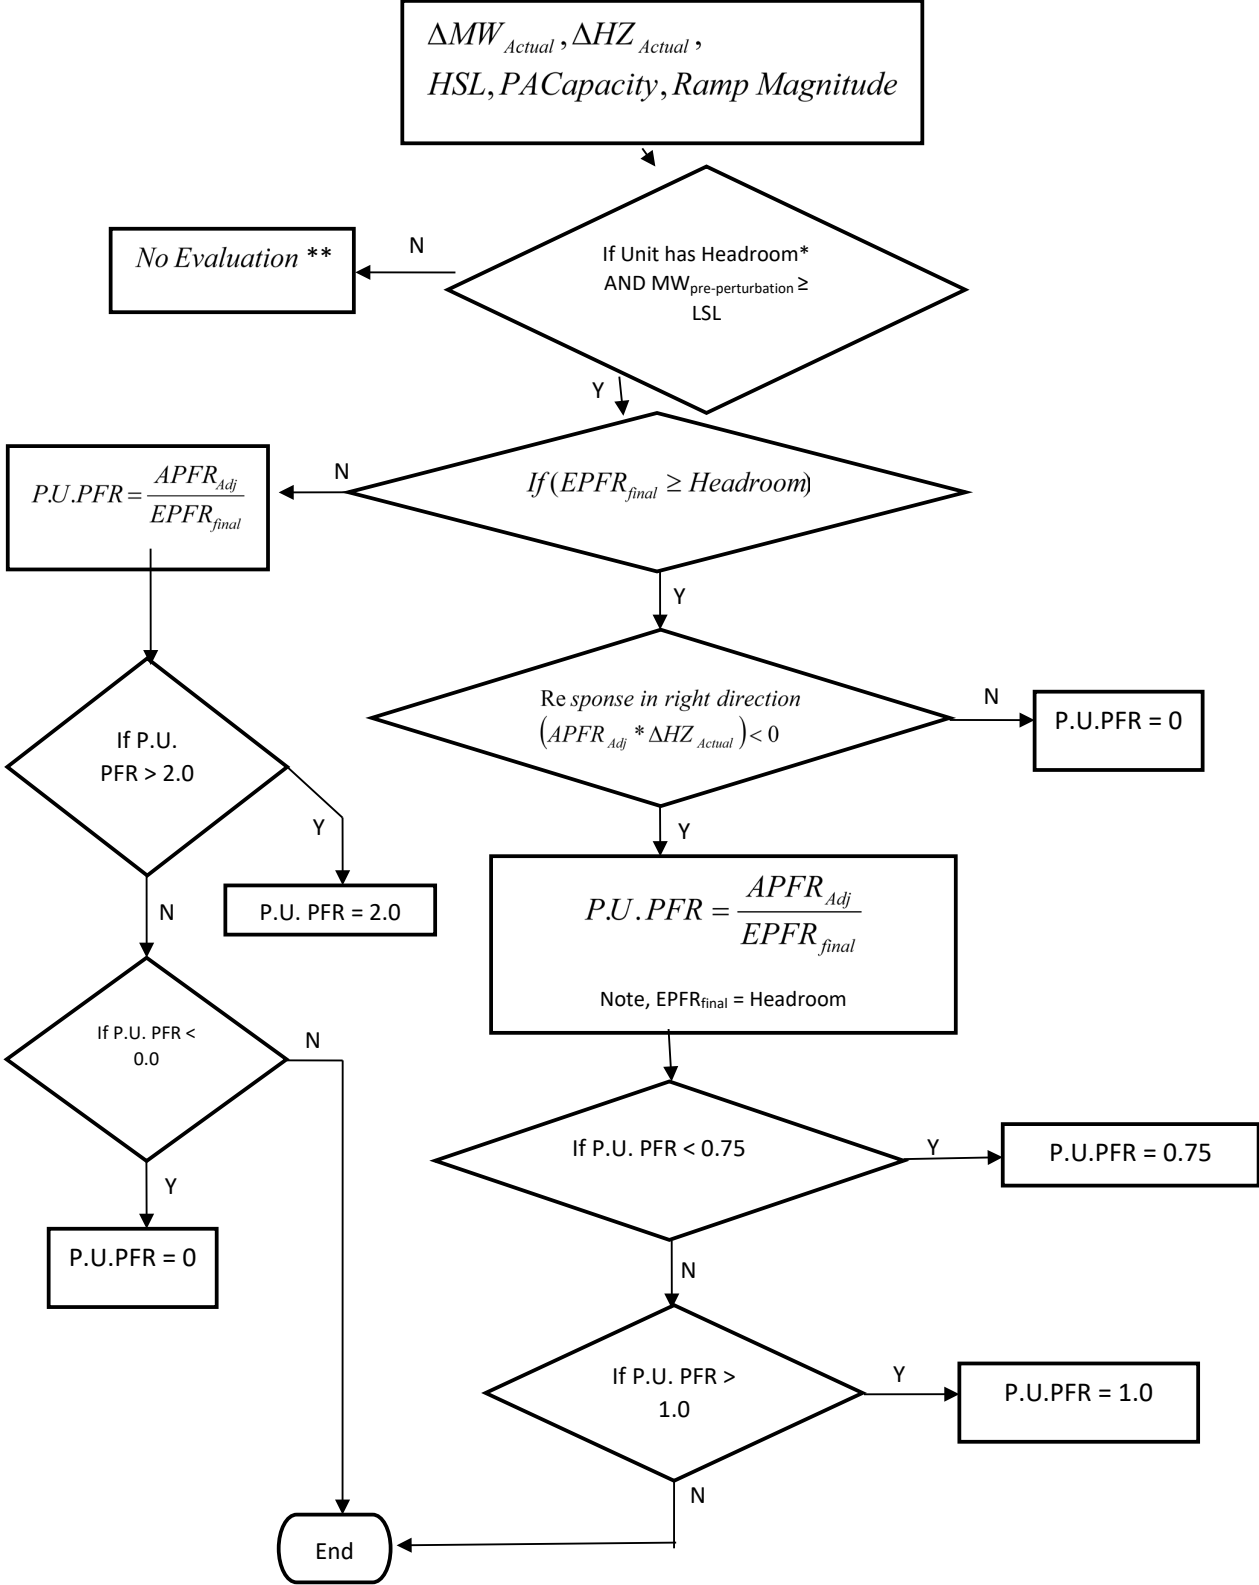 ΔMW_Actual, ΔHZ_Actual,
HSL, PACapacity, Ramp Magnitude
No Evaluation **
N
If Unit has Headroom*
AND MW_pre-perturbation ≥
LSL
Y
P.U.PFR = APFR_Adj / EPFR_final
N
If (EPFR_final ≥ Headroom)
Y
Re sponse in right direction
(APFR_Adj * ΔHZ_Actual) < 0
N
P.U.PFR = 0
If P.U.
PFR > 2.0
Y
P.U. PFR = 2.0
N
Y
P.U.PFR = APFR_Adj / EPFR_final
Note, EPFR_final = Headroom
If P.U. PFR <
0.0
N
Y
P.U.PFR = 0
If P.U. PFR < 0.75
Y
P.U.PFR = 0.75
N
If P.U. PFR >
1.0
Y
P.U.PFR = 1.0
N
End